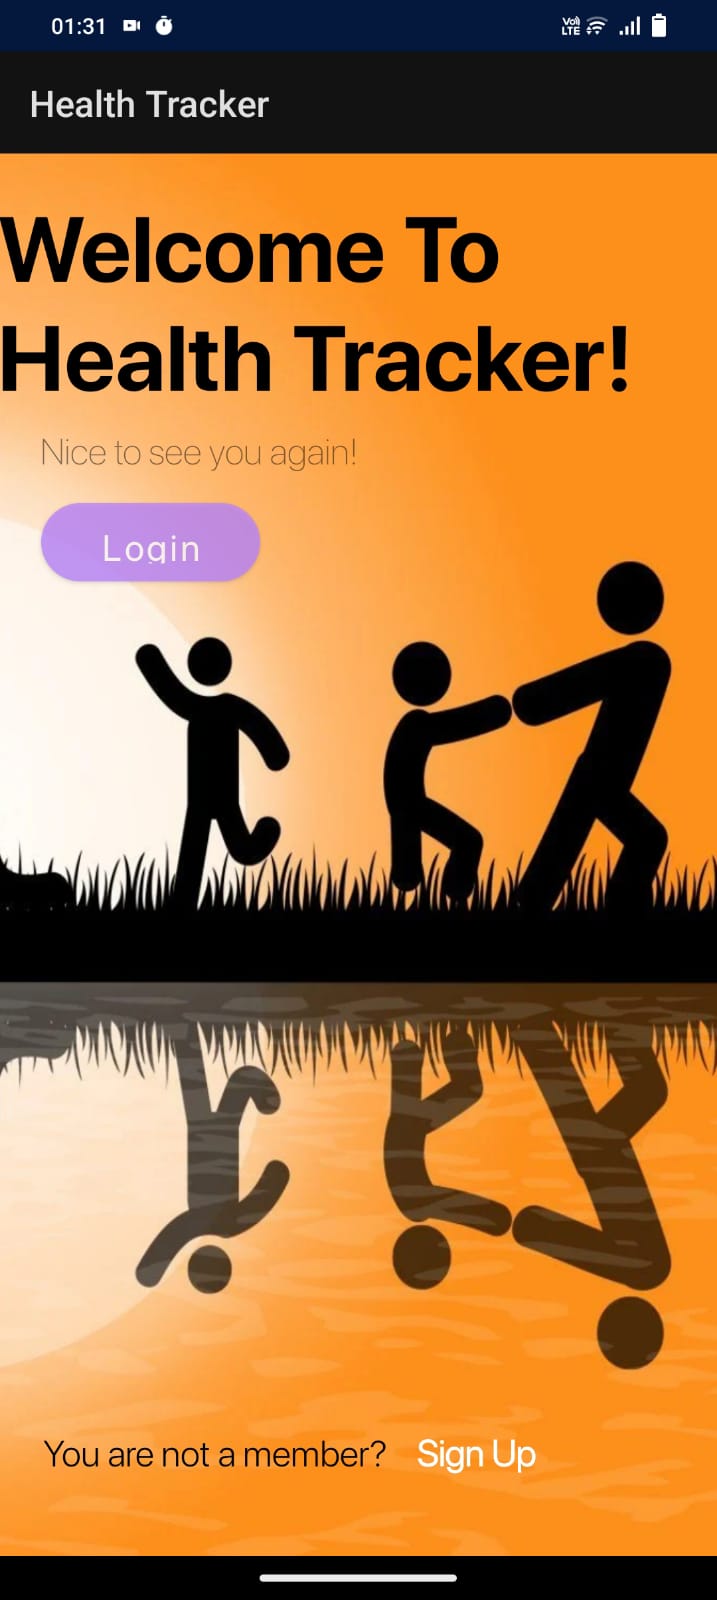 01:31 Vo) LTE
Health Tracker
Welcome To
Health Tracker!
Nice to see you again!
Login
You are not a member? Sign Up